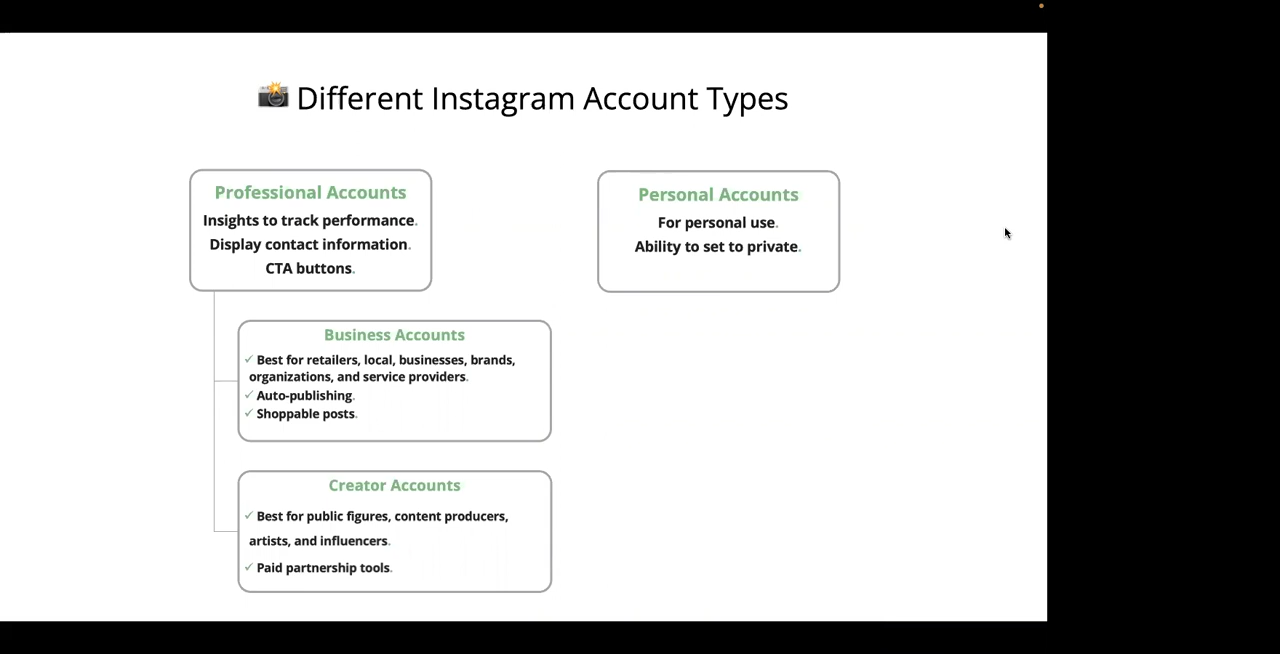 Different Instagram Account Types
Professional Accounts
Insights to track performance.
Display contact information.
CTA buttons.
Personal Accounts
For personal use.
Ability to set to private.
Business Accounts
✓ Best for retailers, local, businesses, brands,
organizations, and service providers.
✓ Auto-publishing.
✓ Shoppable posts.
Creator Accounts
✓ Best for public figures, content producers,
artists, and influencers.
✓ Paid partnership tools.